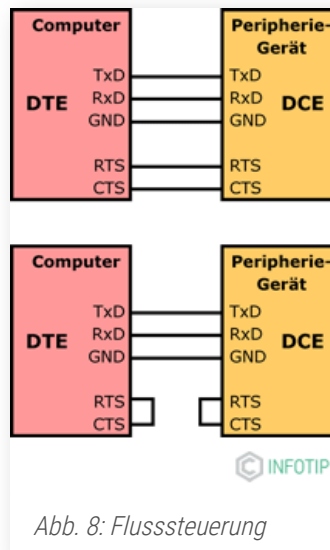 Computer
Peripherie-
Gerät
TxD
TxD
DTE
RxD
RxD
DCE
GND
GND
RTS
RTS
CTS
CTS
Computer
Peripherie-
Gerät
TxD
TxD
DTE
RxD
RxD
DCE
GND
GND
RTS
RTS
CTS
CTS
INFOTIP
Abb. 8: Flusssteuerung